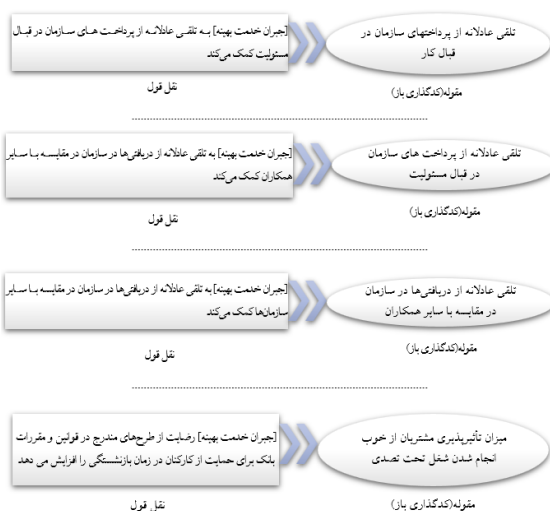 تلقی عادلانه از پرداختهای سازمان در
قبال کار
[جبران خدمت بهینه] به تلقی عادلانه از پرداخت های سازمان در قبال
مسئولیت کمک می‌کند
مقوله(کدگذاری باز)
نقل قول
تلقی عادلانه از پرداخت های سازمان
در قبال مسئولیت
[جبران خدمت بهینه] به تلقی عادلانه از دریافتی‌ها در سازمان در مقایسه با سایر
همکاران کمک می‌کند
مقوله(کدگذاری باز)
نقل قول
تلقی عادلانه از دریافتی‌ها در سازمان
در مقایسه با سایر همکاران
[جبران خدمت بهینه] به تلقی عادلانه از دریافتی‌ها در سازمان در مقایسه با سایر
سازمان‌ها کمک می‌کند
مقوله(کدگذاری باز)
نقل قول
میزان تأثیرپذیری مشتریان از خوب
انجام شدن شغل تحت تصدی
[جبران خدمت بهینه] رضایت از طرح‌های مندرج در قوانین و مقررات
بانک برای حمایت از کارکنان در زمان بازنشستگی را افزایش می دهد
مقوله(کدگذاری باز)
نقل قول